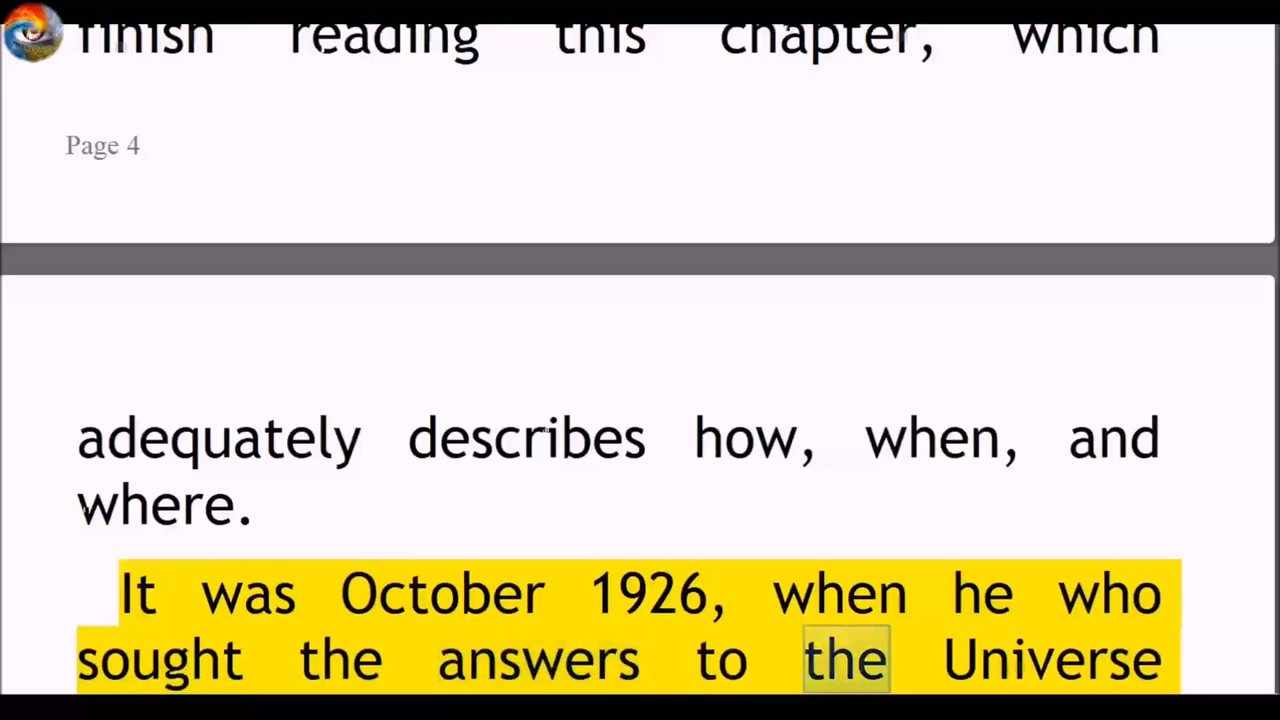 finish reading this chapter, which
Page 4
adequately describes how, when, and
where.
It was October 1926, when he who
sought the answers to the Universe